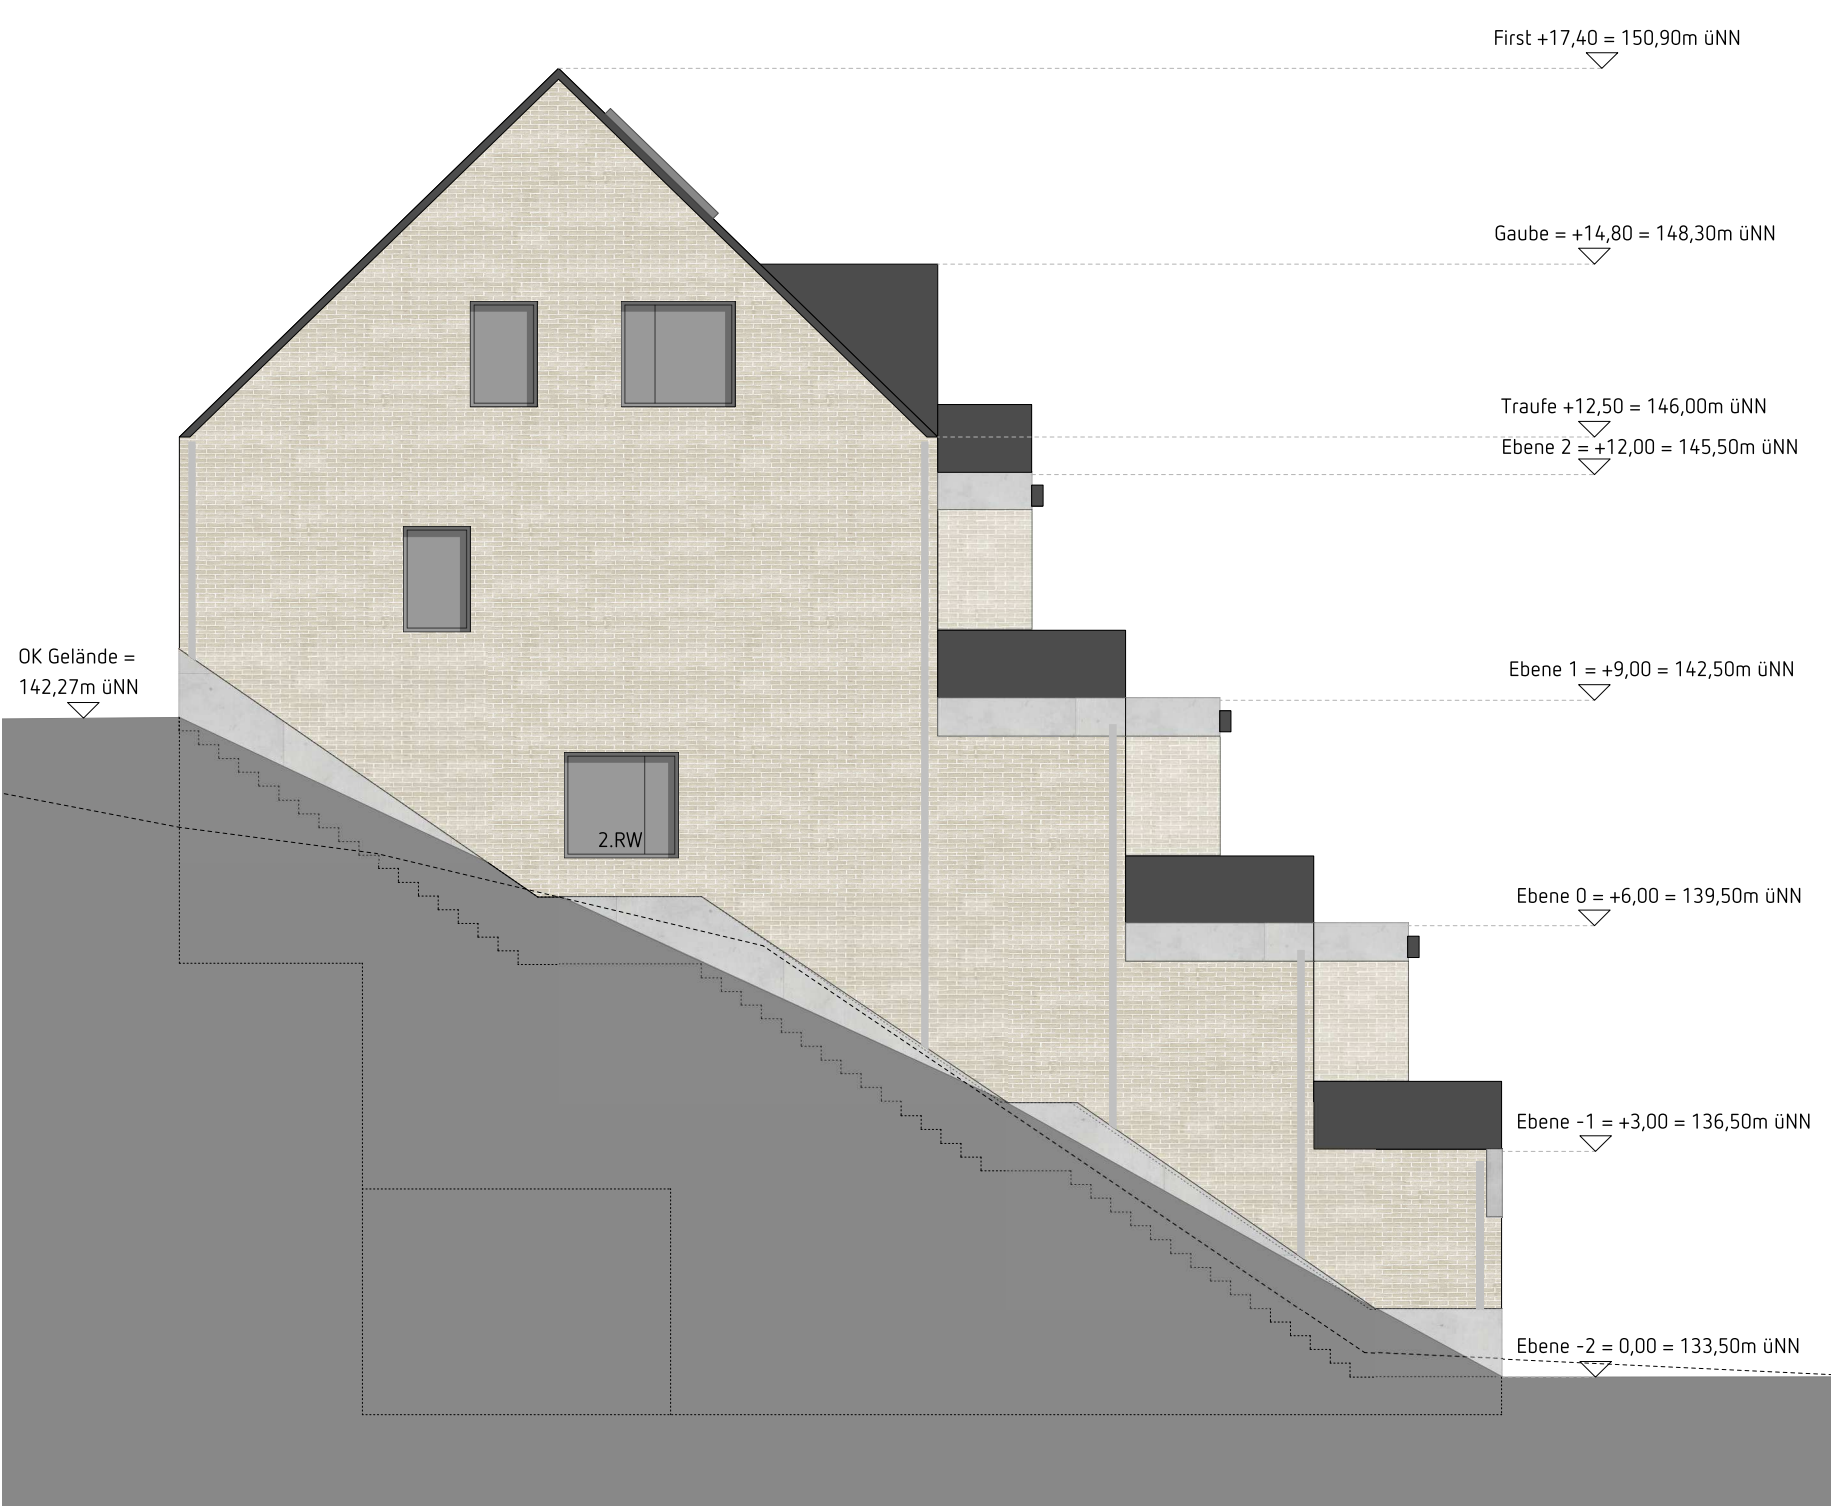 First +17,40 = 150,90m üNN
Gaube = +14,80 = 148,30m üNN
Traufe +12,50 = 146,00m üNN
Ebene 2 = +12,00 = 145,50m üNN
OK Gelände =
142,27m üNN
Ebene 1 = +9,00 = 142,50m üNN
2.RW
Ebene 0 = +6,00 = 139,50m üNN
Ebene -1 = +3,00 = 136,50m üNN
Ebene -2 = 0,00 = 133,50m üNN